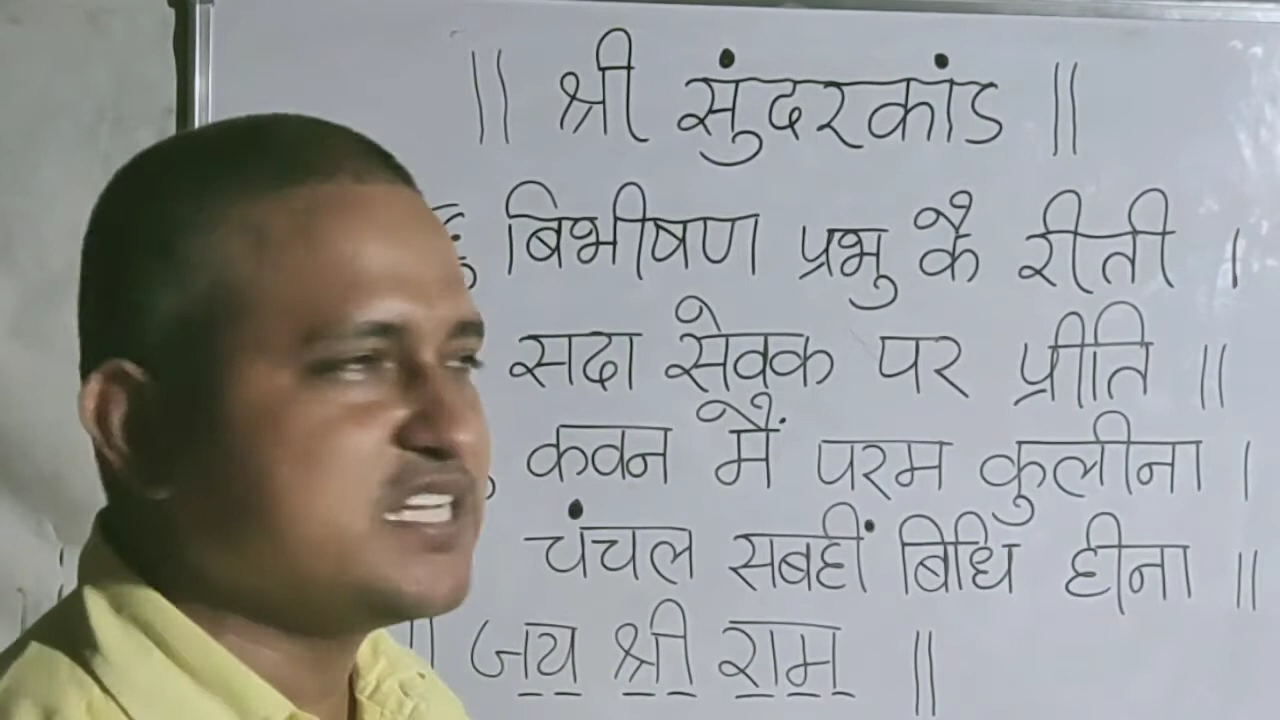 || श्री सुंदरकांड ||
बिभीषण प्रभु कै रीती ।
सदा सेवक पर प्रीति ||
कवन मैं परम कुलीना ।
चंचल सबहीं बिधि हीना ||
|| जय श्री राम ||